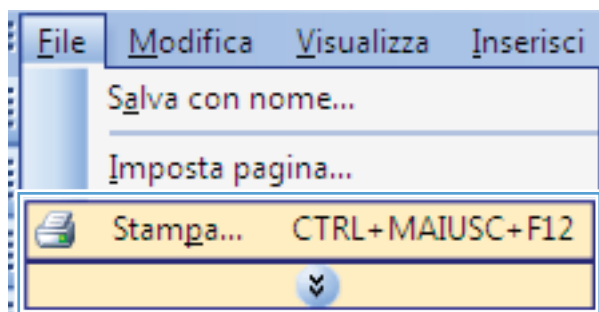 File Modifica Visualizza Inserisci
Salva con nome...
Imposta pagina...
Stampa... CTRL+MAIUSC+F12